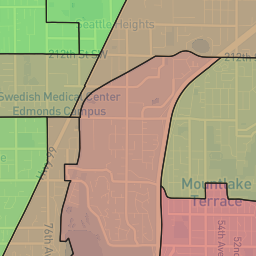 Seattle Heights
212th St SW
212th
Swedish Medical Center
Edmonds Campus
Hwy 99
Mountlake
Terrace
76th Ave
54th Ave
52nd